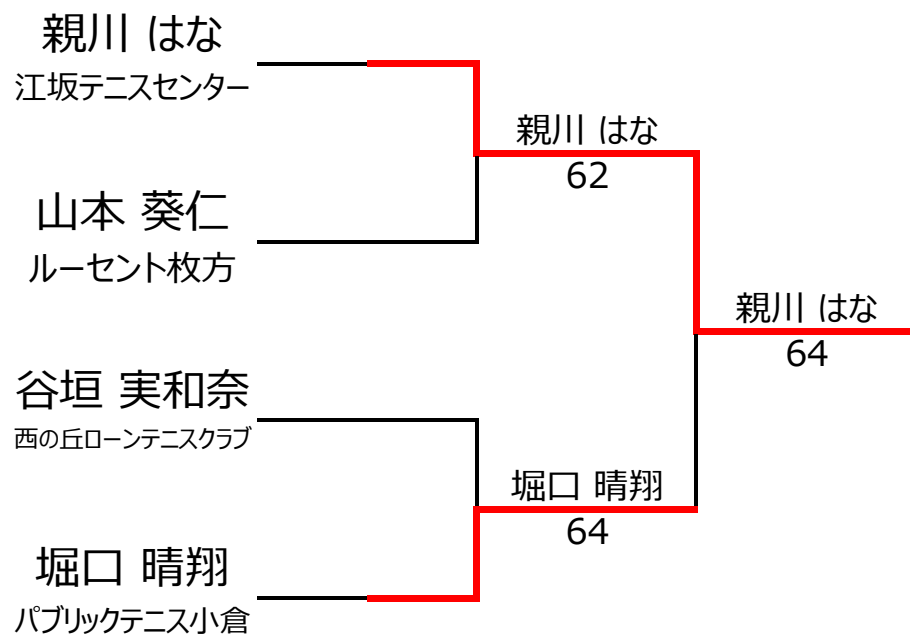 親川 はな
江坂テニスセンター
親川 はな
62
山本 葵仁
ルーセント枚方
親川 はな
64
谷垣 実和奈
西の丘ローンテニスクラブ
堀口 晴翔
64
堀口 晴翔
パブリックテニス小倉